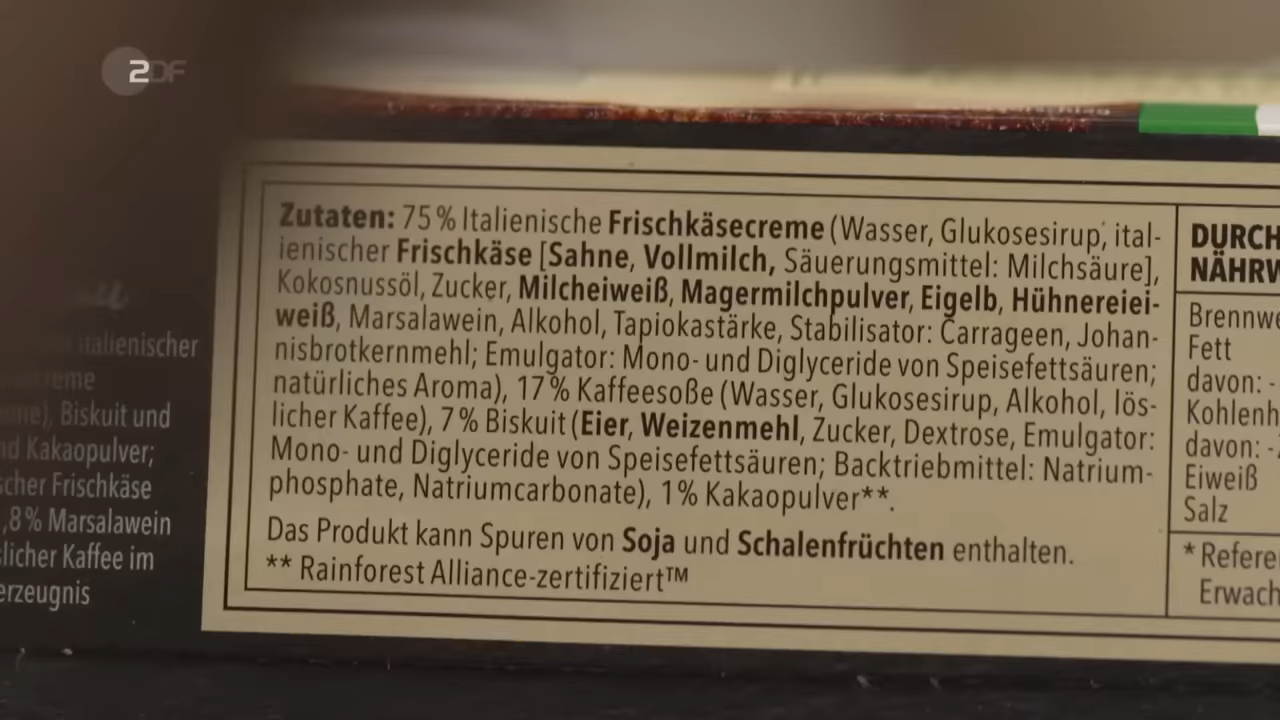 2DF
Zutaten: 75 % Italienische Frischkäsecreme (Wasser, Glukosesirup, ital-
ienischer Frischkäse [Sahne, Vollmilch, Säuerungsmittel: Milchsäure],
Kokosnussöl, Zucker, Milcheiweiß, Magermilchpulver, Eigelb, Hühnereiei-
weiß, Marsalawein, Alkohol, Tapiokastärke, Stabilisator: Carrageen, Johan-
nisbrotkernmehl; Emulgator: Mono- und Diglyceride von Speisefettsäuren;
natürliches Aroma), 17 % Kaffeesoße (Wasser, Glukosesirup, Alkohol, lös-
licher Kaffee), 7 % Biskuit (Eier, Weizenmehl, Zucker, Dextrose, Emulgator:
Mono- und Diglyceride von Speisefettsäuren; Backtriebmittel: Natrium-
phosphate, Natriumcarbonate), 1% Kakaopulver**.
Das Produkt kann Spuren von Soja und Schalenfrüchten enthalten.
** Rainforest Alliance-zertifiziert™
italienischer
Biskuit und
Kakaopulver;
scher Frischkäse
,8 % Marsalawein
slicher Kaffee im
erzeugnis
DURCH
NÄHRW
Brennwe
Fett
davon: -
Kohlenh
davon: -
Eiweiß
Salz
* Refere
Erwach